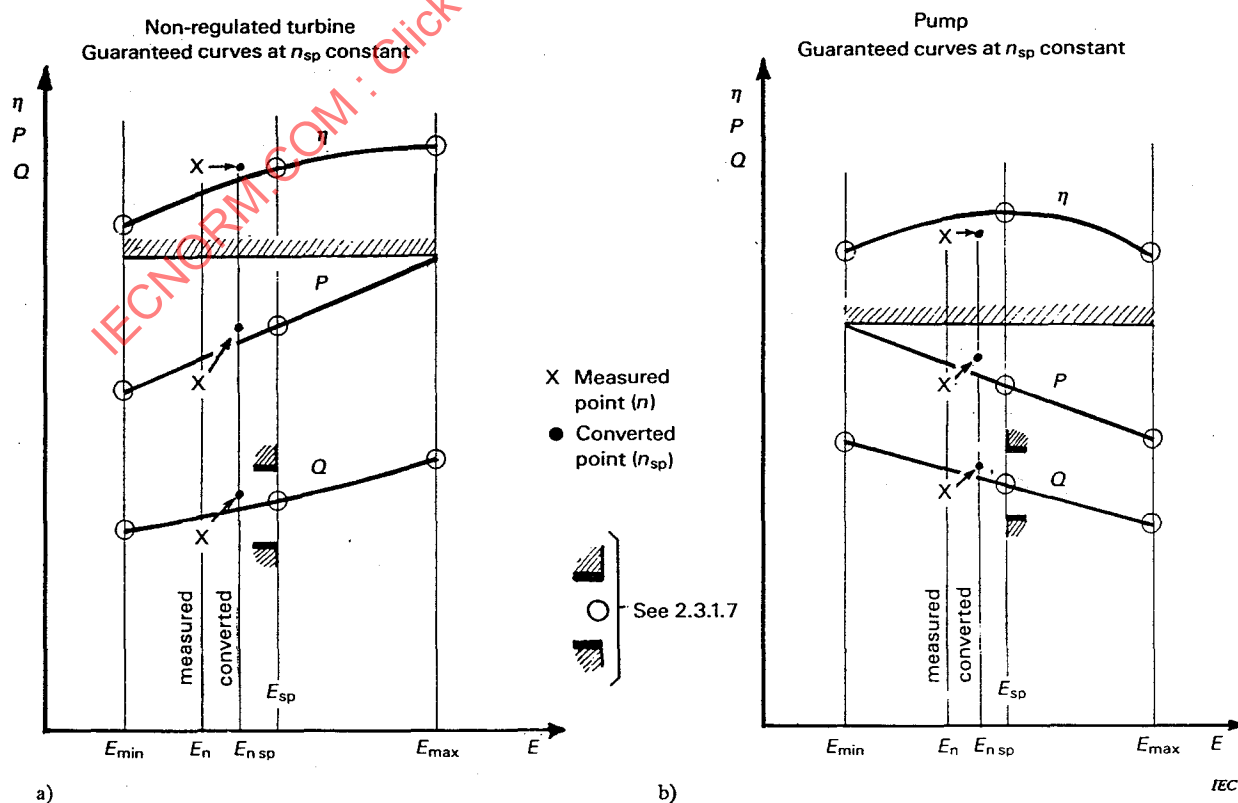 Non-regulated turbine
Guaranteed curves at nsp constant
η
P
Q
X
η
P
X
Q
X
measured
converted
Esp
Emin
En
En sp
Emax
E
a)
X Measured
point (n)
● Converted
point (nsp)
See 2.3.1.7
Pump
Guaranteed curves at nsp constant
η
P
Q
X
η
X
P
X
Q
measured
converted
Esp
Emin
En
En sp
Emax
E
b)
IEC
IECNORM.COM : Click